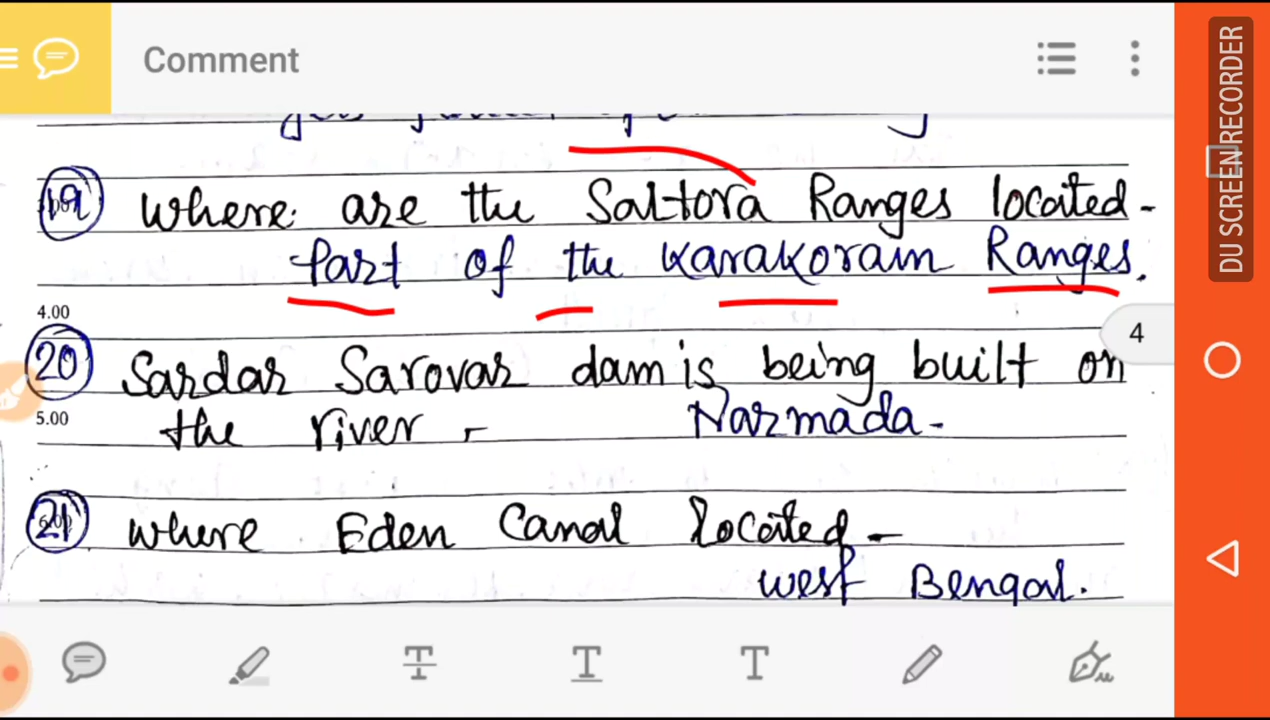 Comment
19 Where are the Saltora Ranges located-
Part of the Karakoram Ranges.
4.00
4
20 Sardar Sarovar dam is being built on
5.00
the river - Narmada-
21 Where Eden Canal located-
West Bengal.
T T T
DU SCREEN RECORDER